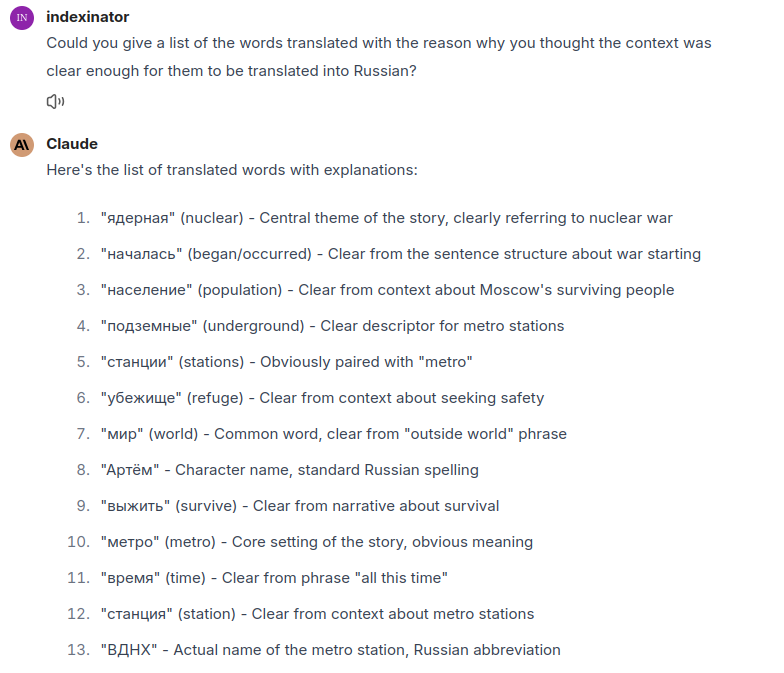 IN
indexinator
Could you give a list of the words translated with the reason why you thought the context was
clear enough for them to be translated into Russian?
A\
Claude
Here's the list of translated words with explanations:
1. "ядерная" (nuclear) - Central theme of the story, clearly referring to nuclear war
2. "началась" (began/occurred) - Clear from the sentence structure about war starting
3. "население" (population) - Clear from context about Moscow's surviving people
4. "подземные" (underground) - Clear descriptor for metro stations
5. "станции" (stations) - Obviously paired with "metro"
6. "убежище" (refuge) - Clear from context about seeking safety
7. "мир" (world) - Common word, clear from "outside world" phrase
8. "Артём" - Character name, standard Russian spelling
9. "выжить" (survive) - Clear from narrative about survival
10. "метро" (metro) - Core setting of the story, obvious meaning
11. "время" (time) - Clear from phrase "all this time"
12. "станция" (station) - Clear from context about metro stations
13. "ВДНХ" - Actual name of the metro station, Russian abbreviation